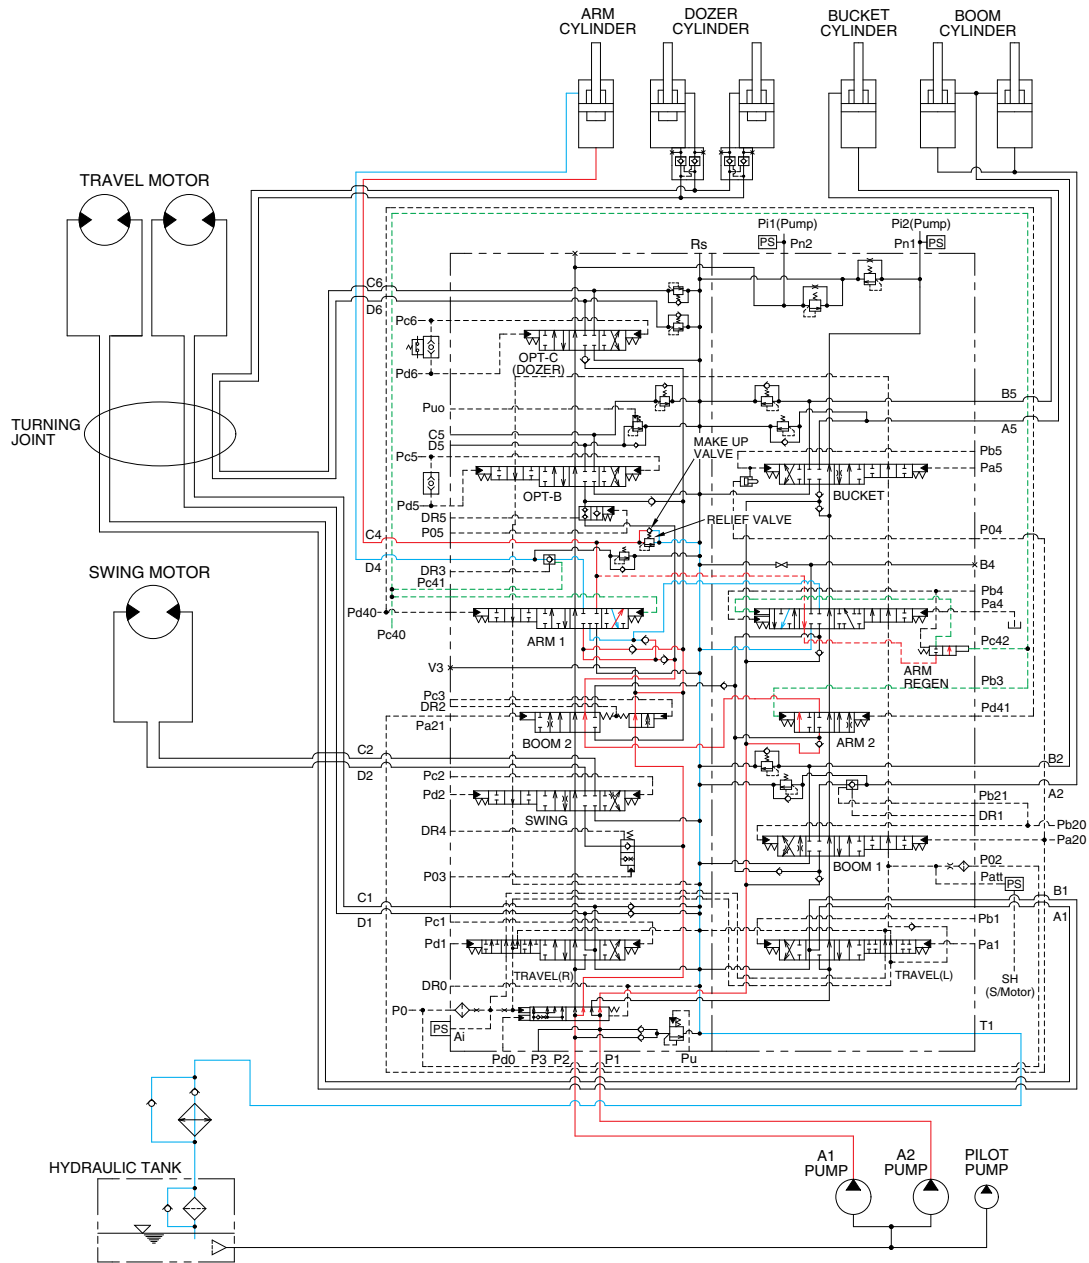 ARM
CYLINDER
DOZER
CYLINDER
BUCKET
CYLINDER
BOOM
CYLINDER
TRAVEL MOTOR
Pi1(Pump)
Pi2(Pump)
PS
Pn2
Pn1
PS
Rs
C6
D6
Pc6
OPT-C
(DOZER)
Pd6
TURNING
JOINT
Puo
C5
D5
B5
A5
MAKE UP
VALVE
Pc5
Pb5
Pa5
OPT-B
BUCKET
Pd5
DR5
P05
RELIEF VALVE
P04
C4
D4
B4
SWING MOTOR
DR3
Pc41
Pb4
Pa4
Pd40
Pc40
ARM 1
Pc42
ARM
REGEN
V3
Pb3
Pc3
DR2
Pa21
Pd41
BOOM 2
ARM 2
C2
D2
B2
A2
Pc2
Pd2
Pb21
DR1
SWING
DR4
Pb20
Pa20
BOOM 1
P02
P03
Patt
PS
C1
D1
B1
A1
Pc1
Pb1
Pd1
Pa1
TRAVEL(R)
TRAVEL(L)
DR0
SH
(S/Motor)
P0
PS
Ai
T1
Pd0
P3
P2
P1
Pu
HYDRAULIC TANK
A1
PUMP
A2
PUMP
PILOT
PUMP